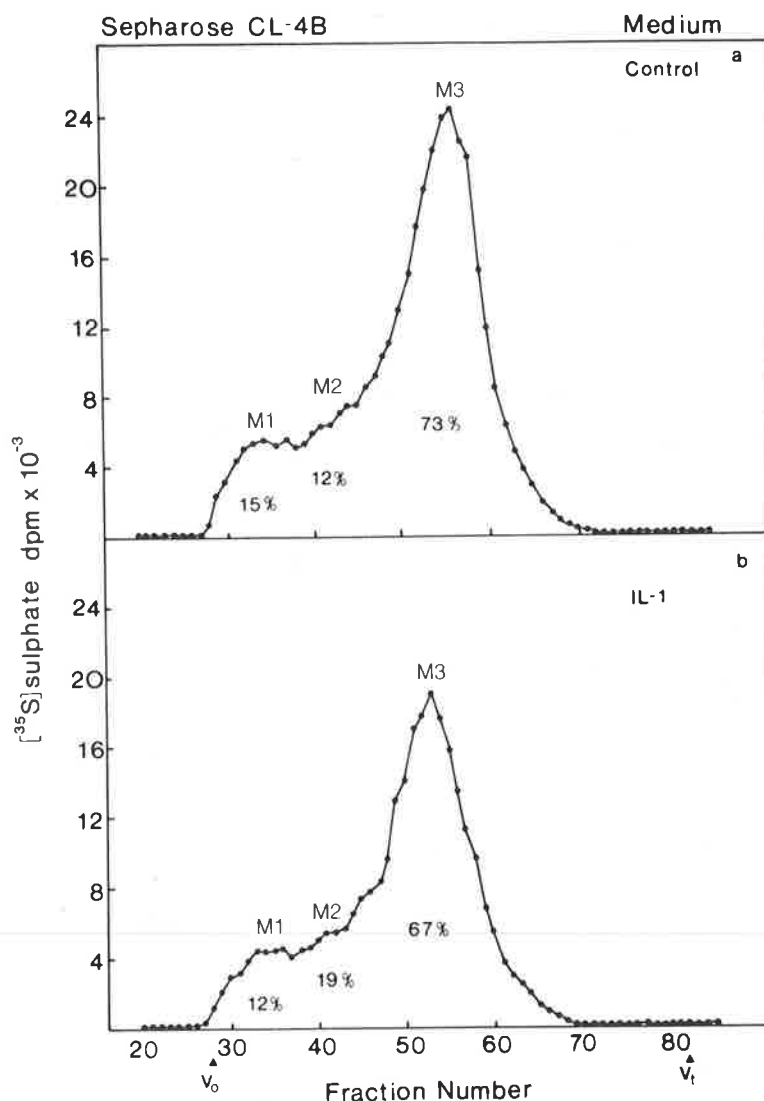 Sepharose CL-4B Medium
a
Control
M3
24
20
16
12
8
4
M1
M2
15%
12%
73%
[³⁵S]sulphate dpm x 10⁻³
b
IL-1
24
20
16
12
8
4
M3
M1
M2
12%
19%
67%
20 30 40 50 60 70 80
V₀ Vₜ
Fraction Number